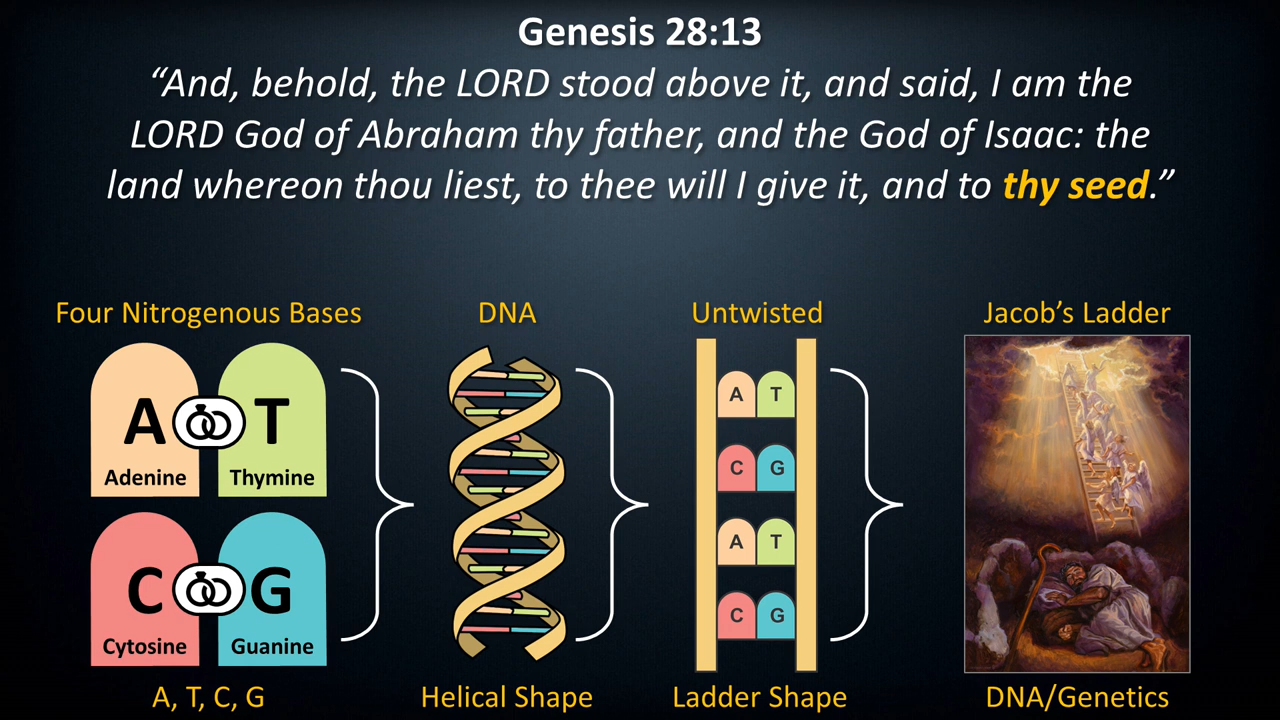 Genesis 28:13
“And, behold, the LORD stood above it, and said, I am the
LORD God of Abraham thy father, and the God of Isaac: the
land whereon thou liest, to thee will I give it, and to thy seed.”
Four Nitrogenous Bases
DNA
Untwisted
Jacob’s Ladder
A T
Adenine Thymine
C G
Cytosine Guanine
A T
C G
A T
C G
A, T, C, G
Helical Shape
Ladder Shape
DNA/Genetics